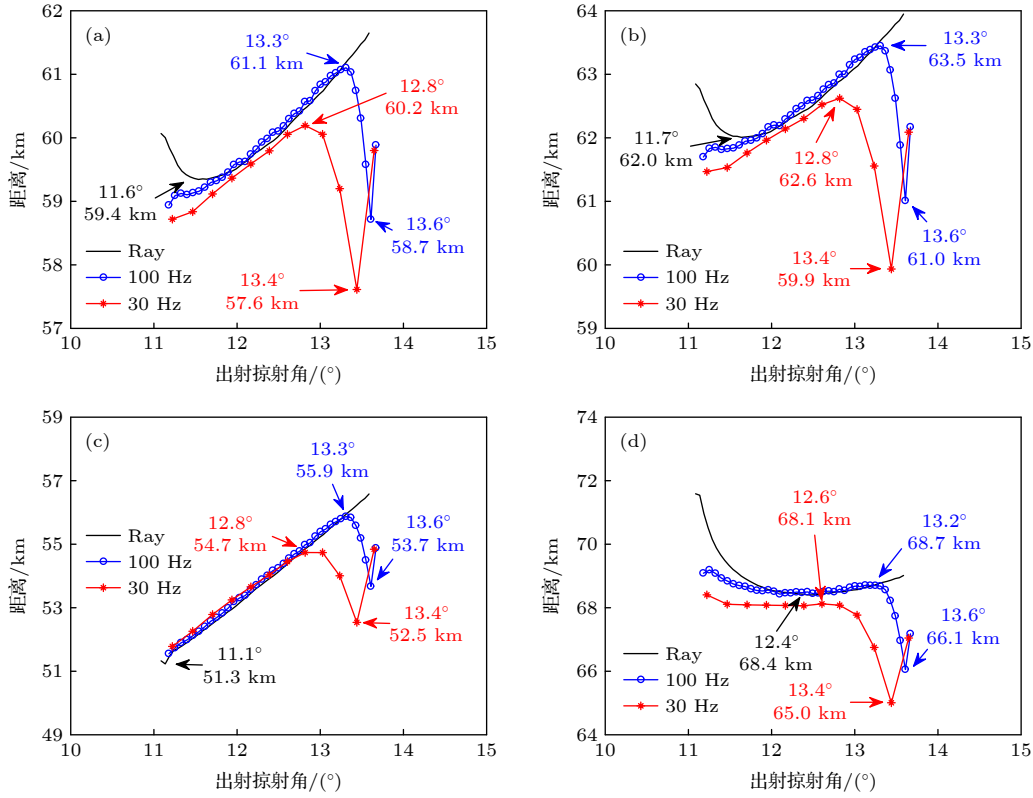 (a)
62
61
60
59
58
57
距离/km
13.3°
61.1 km
12.8°
60.2 km
11.6°
59.4 km
13.6°
58.7 km
13.4°
57.6 km
Ray
100 Hz
30 Hz
10 11 12 13 14 15
出射掠射角/(°)
(b)
64
63
62
61
60
59
距离/km
13.3°
63.5 km
11.7°
62.0 km
12.8°
62.6 km
13.6°
61.0 km
13.4°
59.9 km
Ray
100 Hz
30 Hz
10 11 12 13 14 15
出射掠射角/(°)
(c)
59
57
55
53
51
49
距离/km
13.3°
55.9 km
12.8°
54.7 km
13.6°
53.7 km
13.4°
52.5 km
11.1°
51.3 km
Ray
100 Hz
30 Hz
10 11 12 13 14 15
出射掠射角/(°)
(d)
74
72
70
68
66
64
距离/km
12.6°
68.1 km
13.2°
68.7 km
12.4°
68.4 km
13.6°
66.1 km
13.4°
65.0 km
Ray
100 Hz
30 Hz
10 11 12 13 14 15
出射掠射角/(°)